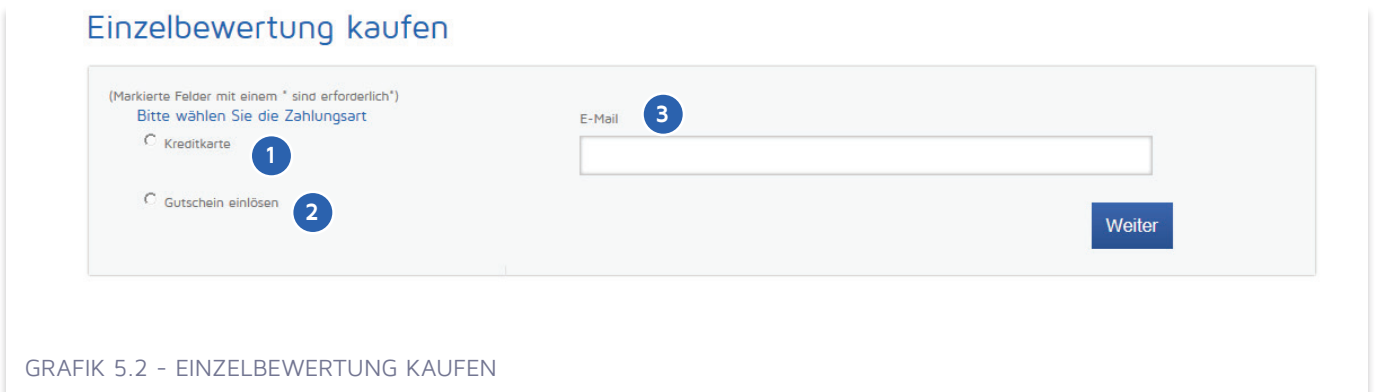 Einzelbewertung kaufen
(Markierte Felder mit einem * sind erforderlich*)
Bitte wählen Sie die Zahlungsart
Kreditkarte
1
Gutschein einlösen
2
E-Mail
3
Weiter
GRAFIK 5.2 - EINZELBEWERTUNG KAUFEN